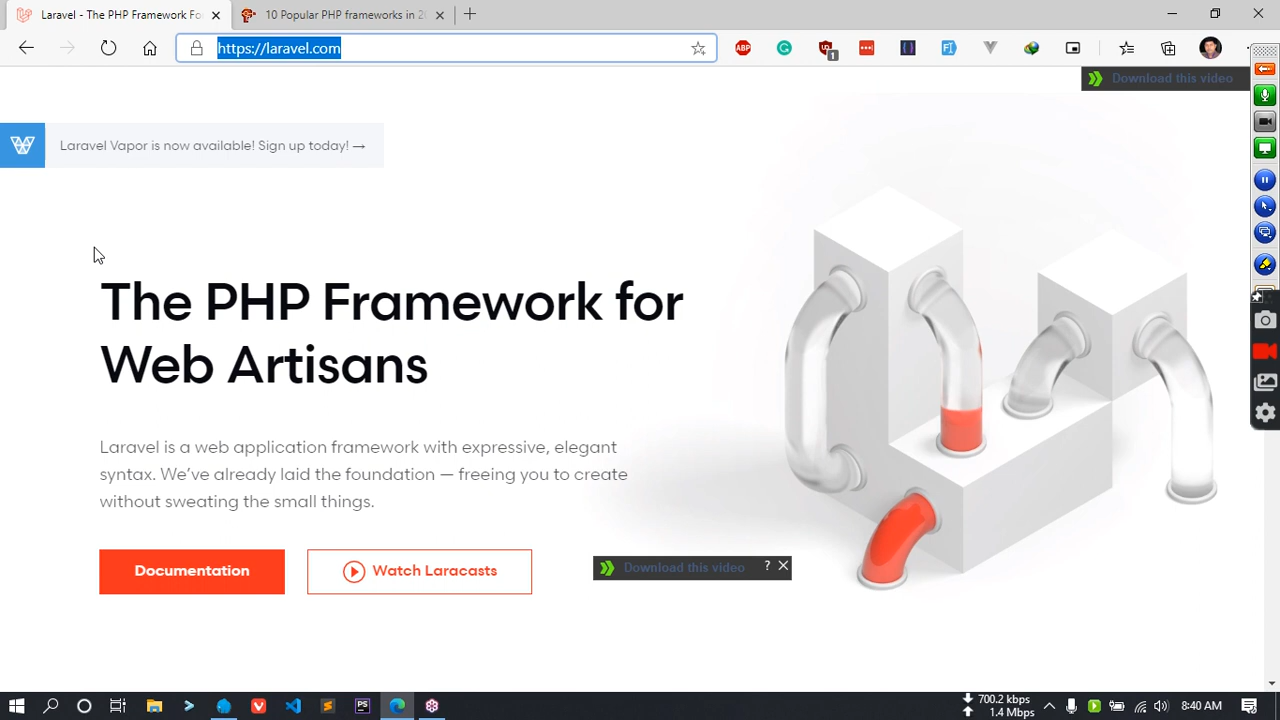 Laravel - The PHP Framework Fo
10 Popular PHP frameworks in 2
https://laravel.com
ABP
1
Download this video
Laravel Vapor is now available! Sign up today! →
The PHP Framework for
Web Artisans
Laravel is a web application framework with expressive, elegant
syntax. We've already laid the foundation — freeing you to create
without sweating the small things.
Documentation
Watch Laracasts
Download this video ?
PS
700.2 kbps
1.4 Mbps
8:40 AM